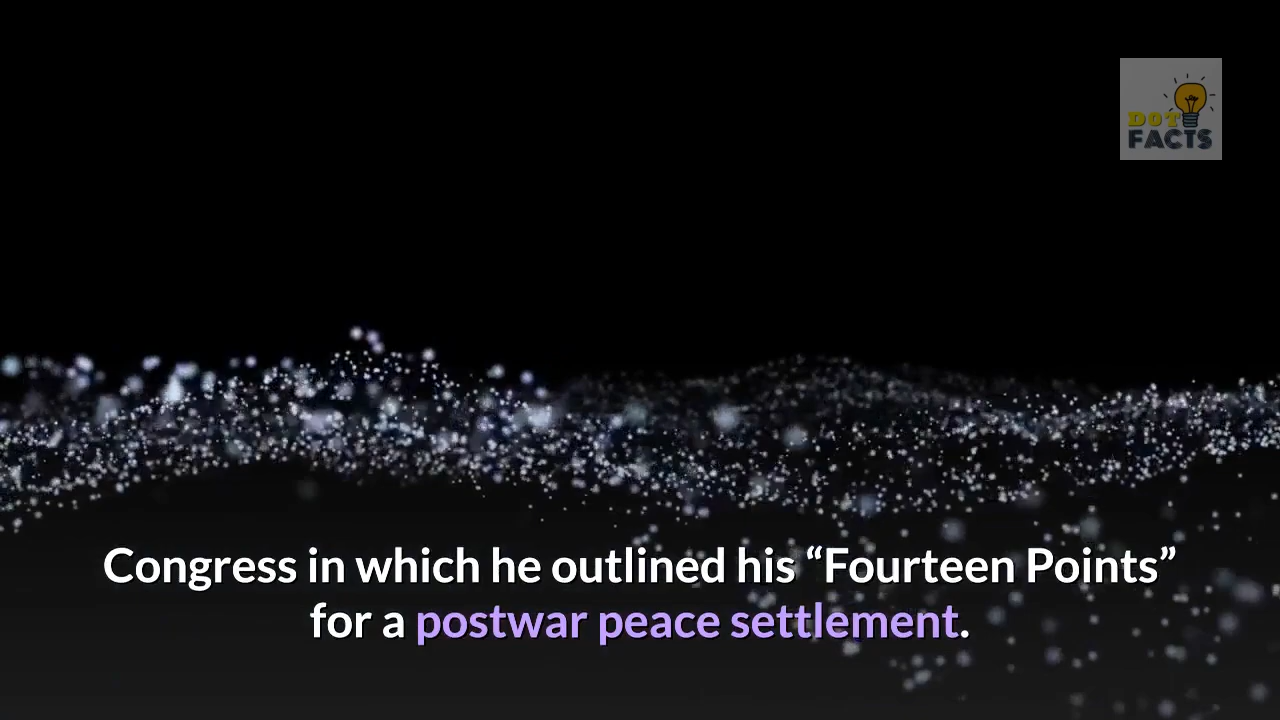 DOT
FACTS
Congress in which he outlined his “Fourteen Points”
for a postwar peace settlement.